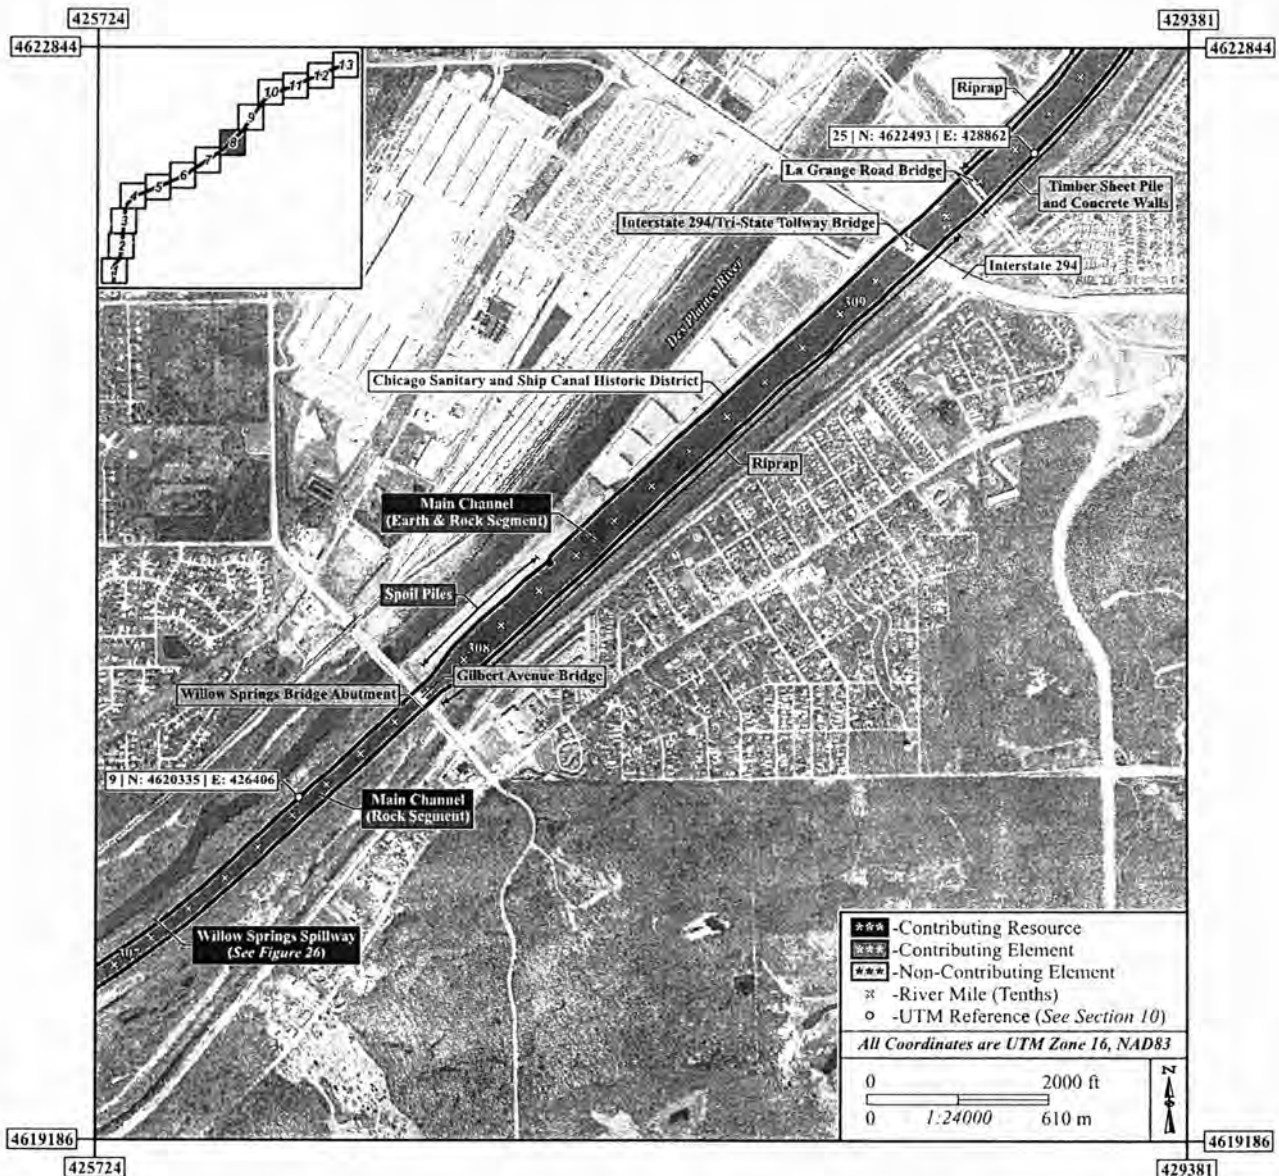 425724
429381
4622844
4622844
13
12
11
10
9
8
7
6
5
4
3
2
1
Riprap
25 | N: 4622493 | E: 428862
La Grange Road Bridge
Timber Sheet Pile
and Concrete Walls
Interstate 294/Tri-State Tollway Bridge
Interstate 294
Des Plaines River
309
Chicago Sanitary and Ship Canal Historic District
Riprap
Main Channel
(Earth & Rock Segment)
Spoil Piles
308
Gilbert Avenue Bridge
Willow Springs Bridge Abutment
9 | N: 4620335 | E: 426406
Main Channel
(Rock Segment)
Willow Springs Spillway
(See Figure 26)
307
*** -Contributing Resource
*** -Contributing Element
*** -Non-Contributing Element
× -River Mile (Tenths)
o -UTM Reference (See Section 10)
All Coordinates are UTM Zone 16, NAD83
0 2000 ft
0 1:24000 610 m
N
4619186
4619186
425724
429381